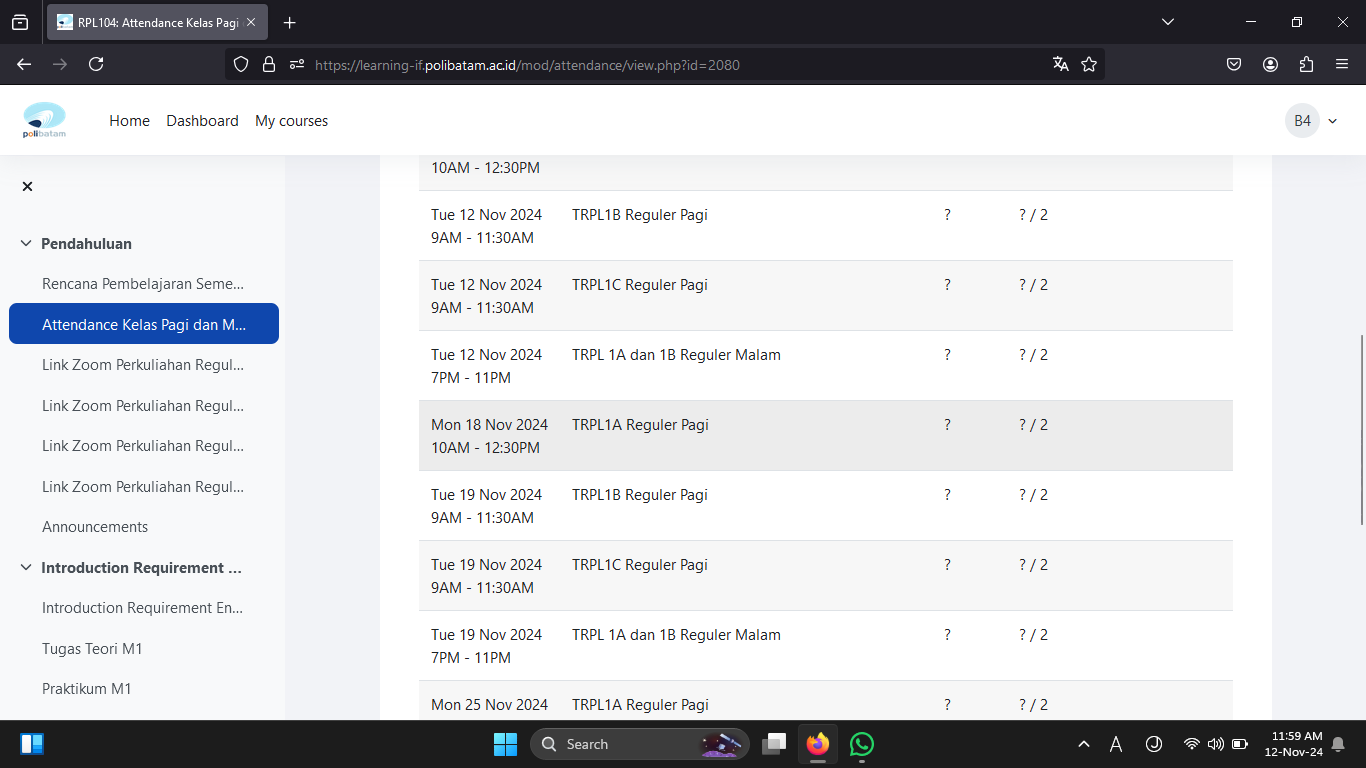 RPL104: Attendance Kelas Pagi
https://learning-if.polibatam.ac.id/mod/attendance/view.php?id=2080
polibatam
Home Dashboard My courses
B4
Pendahuluan
Rencana Pembelajaran Seme...
Attendance Kelas Pagi dan M...
Link Zoom Perkuliahan Regul...
Link Zoom Perkuliahan Regul...
Link Zoom Perkuliahan Regul...
Link Zoom Perkuliahan Regul...
Announcements
Introduction Requirement ...
Introduction Requirement En...
Tugas Teori M1
Praktikum M1
10AM - 12:30PM
Tue 12 Nov 2024 TRPL1B Reguler Pagi ? ? / 2
9AM - 11:30AM
Tue 12 Nov 2024 TRPL1C Reguler Pagi ? ? / 2
9AM - 11:30AM
Tue 12 Nov 2024 TRPL 1A dan 1B Reguler Malam ? ? / 2
7PM - 11PM
Mon 18 Nov 2024 TRPL1A Reguler Pagi ? ? / 2
10AM - 12:30PM
Tue 19 Nov 2024 TRPL1B Reguler Pagi ? ? / 2
9AM - 11:30AM
Tue 19 Nov 2024 TRPL1C Reguler Pagi ? ? / 2
9AM - 11:30AM
Tue 19 Nov 2024 TRPL 1A dan 1B Reguler Malam ? ? / 2
7PM - 11PM
Mon 25 Nov 2024 TRPL1A Reguler Pagi ? ? / 2
Search
A
11:59 AM
12-Nov-24